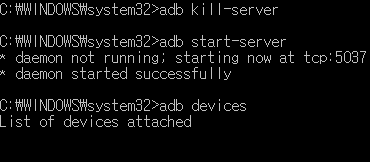 C:₩WINDOWS₩system32>adb kill-server
C:₩WINDOWS₩system32>adb start-server
* daemon not running; starting now at tcp:5037
* daemon started successfully
C:₩WINDOWS₩system32>adb devices
List of devices attached